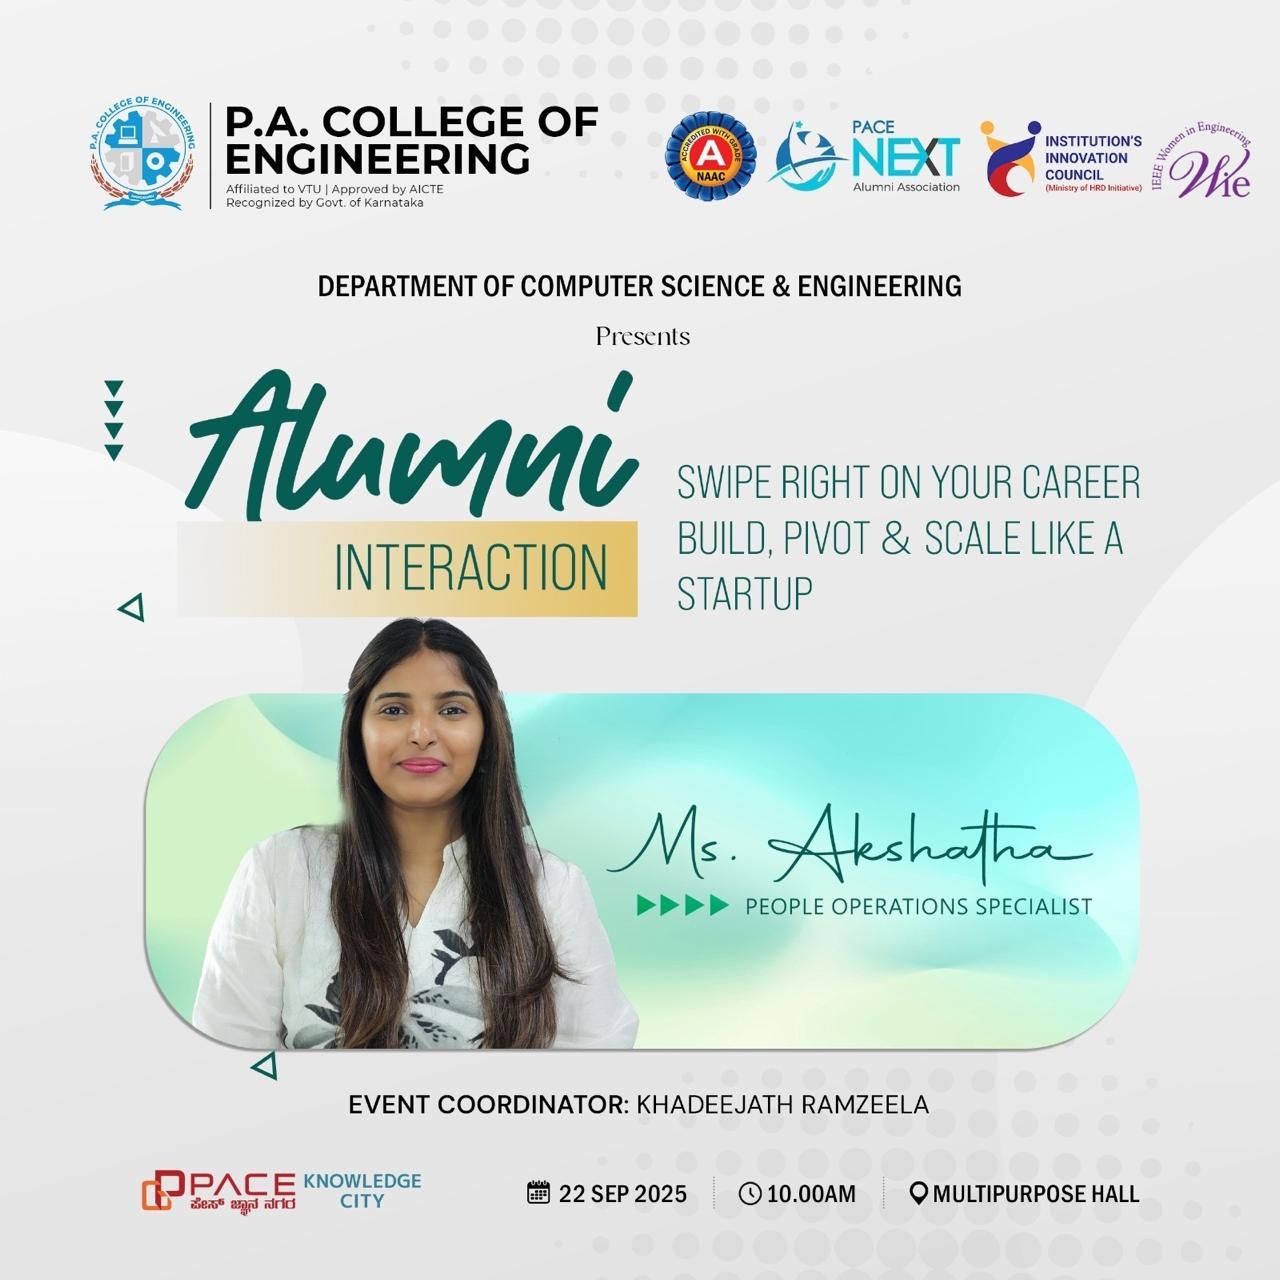 P.A. COLLEGE OF ENGINEERING
P.A. COLLEGE OF
ENGINEERING
Affiliated to VTU | Approved by AICTE
Recognized by Govt. of Karnataka
ACCREDITED WITH GRADE
A
NAAC
PACE
NEXT
Alumni Association
INSTITUTION'S
INNOVATION
COUNCIL
(Ministry of HRD Initiative)
IEEE Women in Engineering
Wie
DEPARTMENT OF COMPUTER SCIENCE & ENGINEERING
Presents
Alumni
INTERACTION
SWIPE RIGHT ON YOUR CAREER
BUILD, PIVOT & SCALE LIKE A
STARTUP
Ms. Akshatha
PEOPLE OPERATIONS SPECIALIST
EVENT COORDINATOR: KHADEEJATH RAMZEELA
PACE
ಪೇಸ್ ಜ್ಞಾನ ನಗರ
KNOWLEDGE
CITY
22 SEP 2025
10.00AM
MULTIPURPOSE HALL